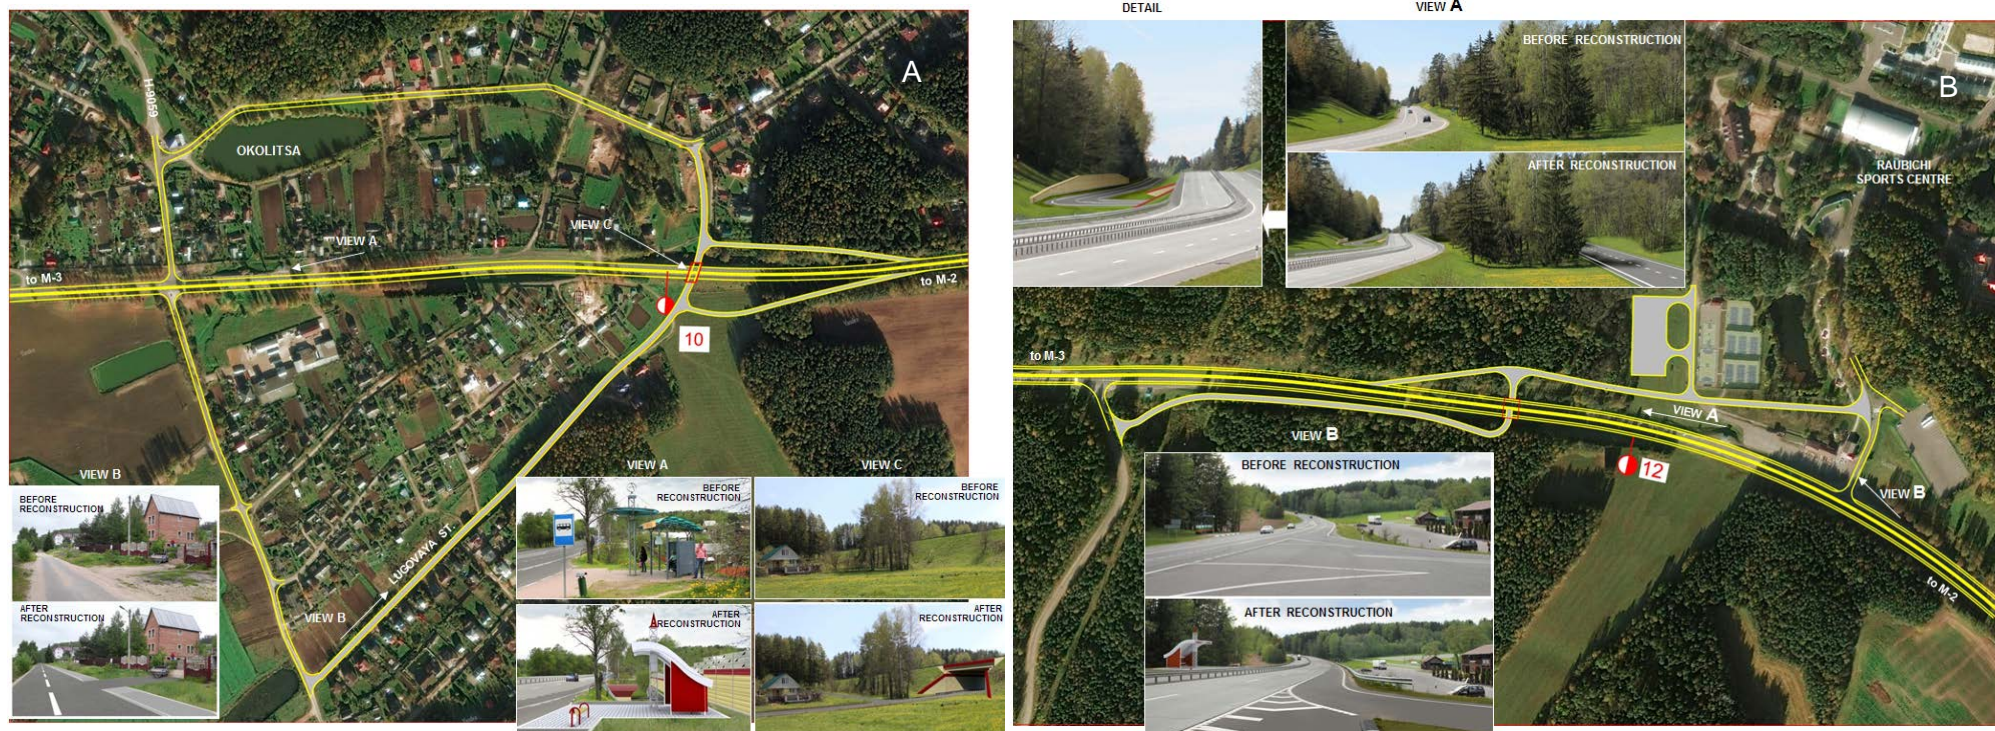 A
H-9059
OKOLITSA
VIEW C
VIEW A
to M-3
to M-2
10
VIEW B
VIEW A
VIEW C
BEFORE
RECONSTRUCTION
AFTER
RECONSTRUCTION
VIEW B
LUGOVAYA ST.
BEFORE
RECONSTRUCTION
AFTER
RECONSTRUCTION
BEFORE
RECONSTRUCTION
AFTER
RECONSTRUCTION
DETAIL
VIEW A
BEFORE RECONSTRUCTION
AFTER RECONSTRUCTION
B
RAUBICHI
SPORTS CENTRE
to M-3
VIEW A
VIEW B
12
VIEW B
to M-2
BEFORE RECONSTRUCTION
AFTER RECONSTRUCTION